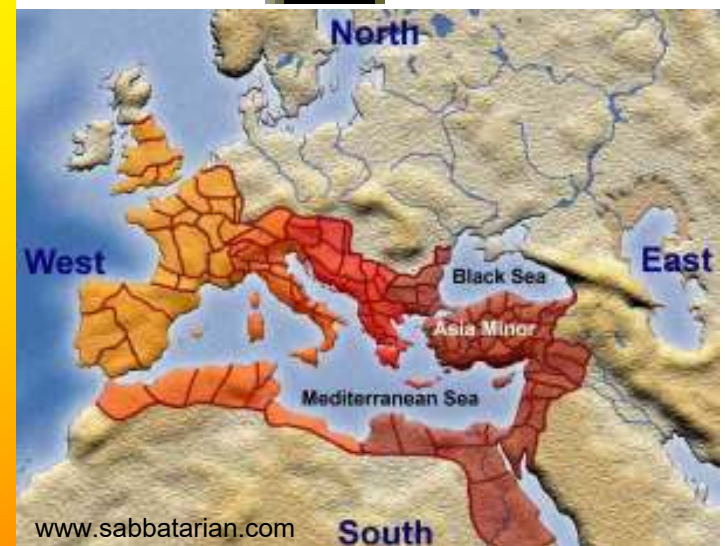 North
West
East
Black Sea
Asia Minor
Mediterranean Sea
www.sabbatarian.com
South